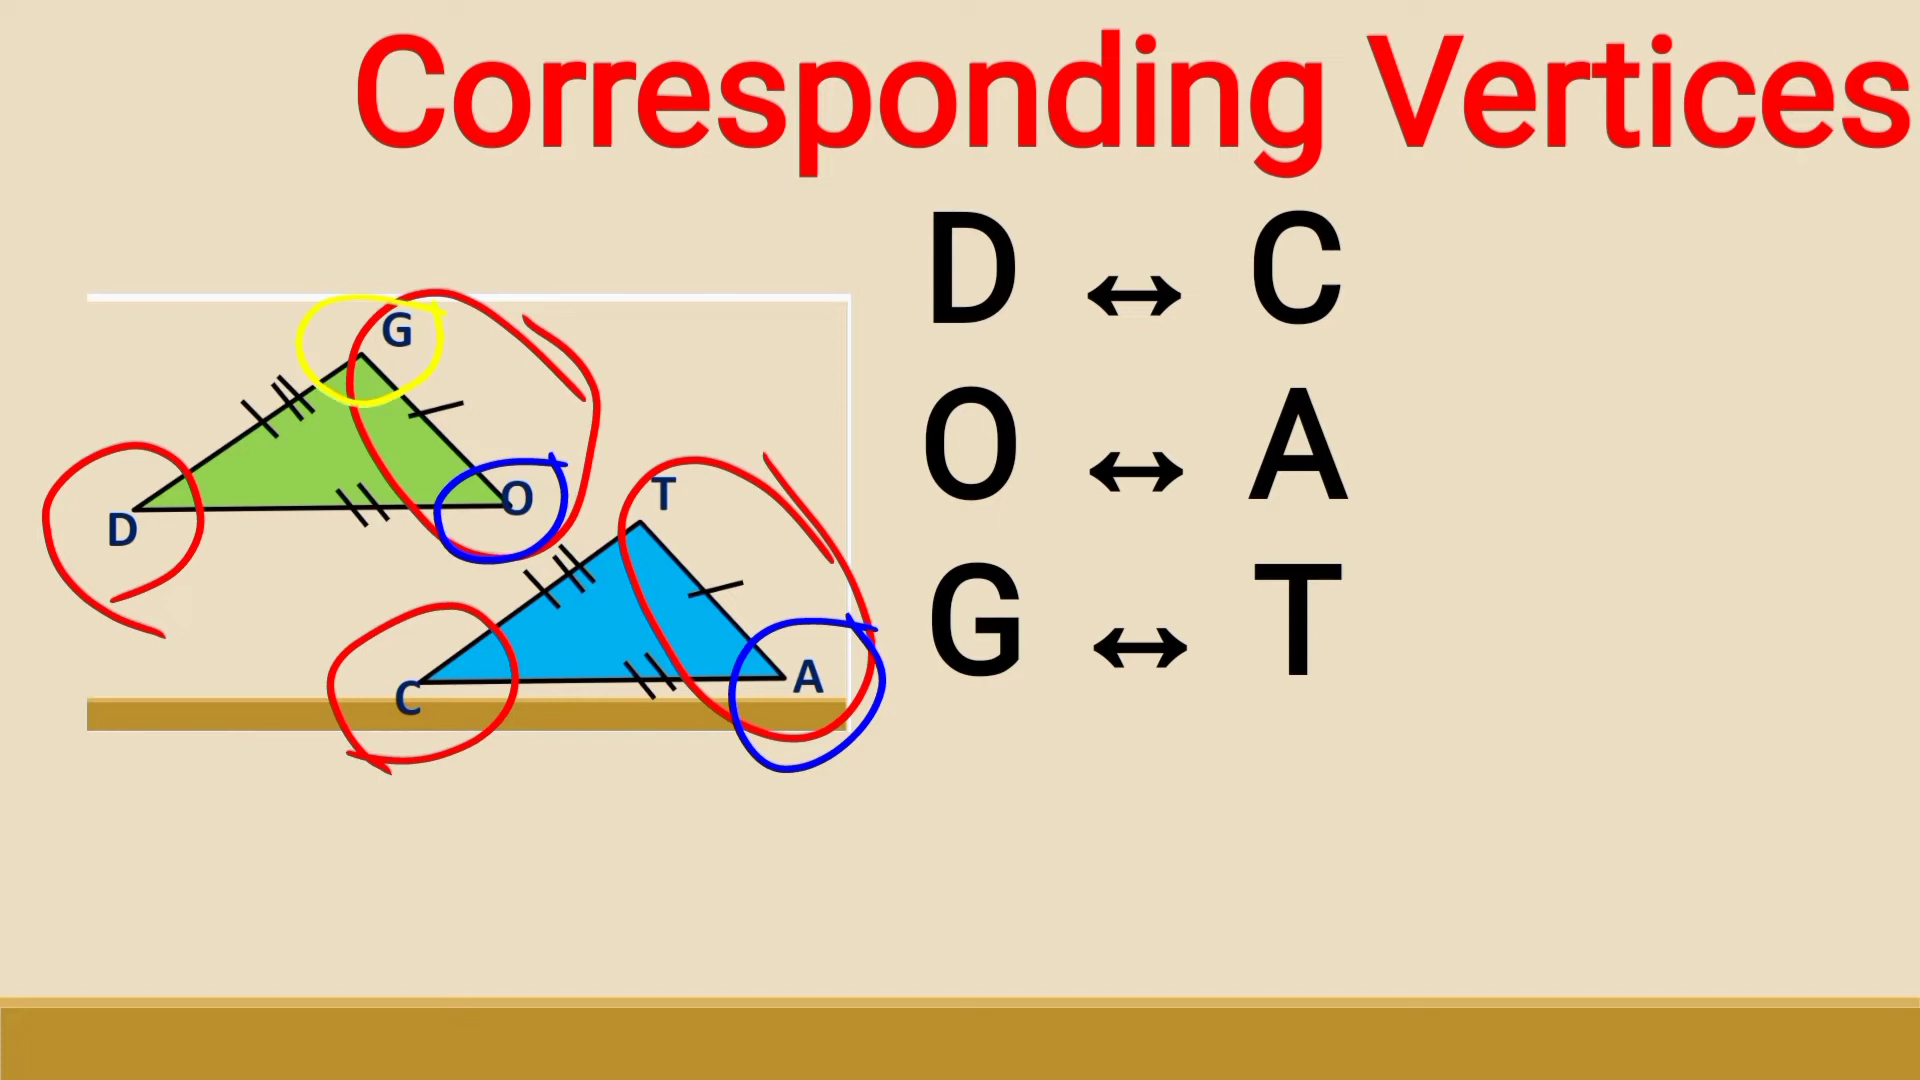 Corresponding Vertices
D ↔ C
O ↔ A
G ↔ T
G
D
O
T
C
A